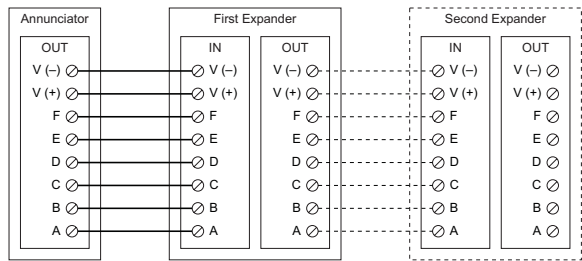 Annunciator First Expander Second Expander
OUT IN OUT IN OUT
V (–) V (–) V (–) V (–) V (–)
V (+) V (+) V (+) V (+) V (+)
F F F F F
E E E E E
D D D D D
C C C C C
B B B B B
A A A A A